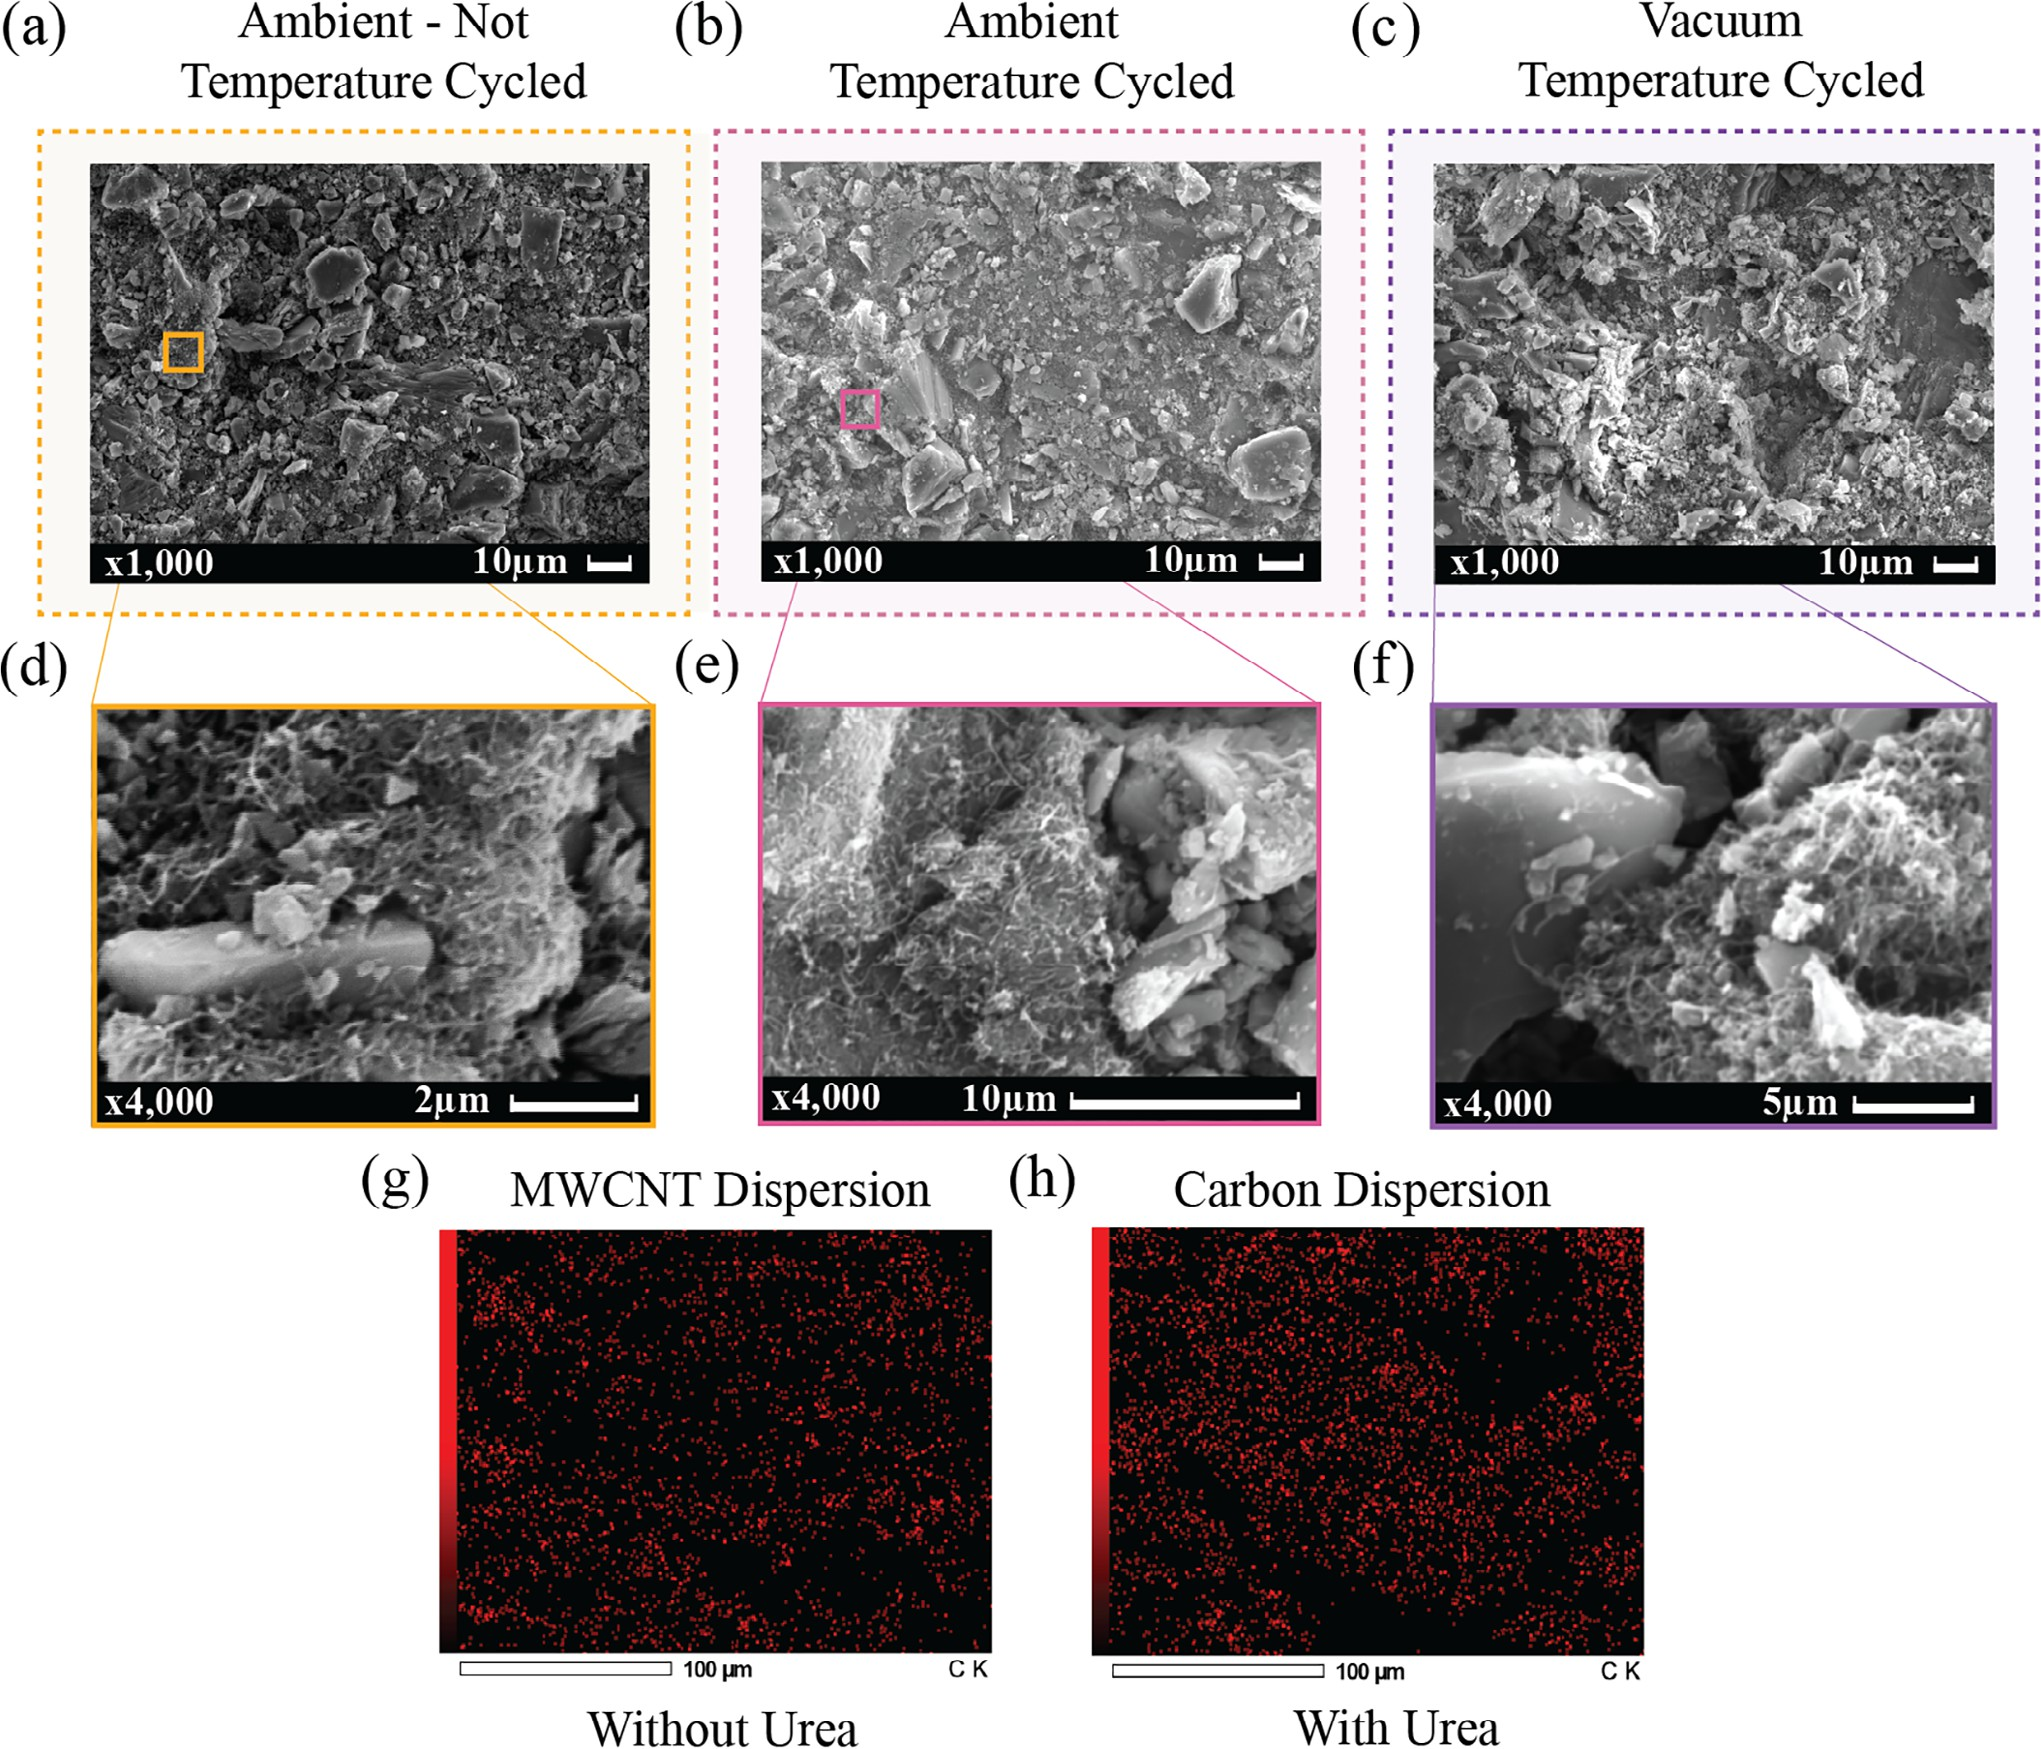 (a)
Ambient - Not
Temperature Cycled
(b)
Ambient
Temperature Cycled
(c)
Vacuum
Temperature Cycled
x1,000 10μm
x1,000 10μm
x1,000 10μm
(d)
(e)
(f)
x4,000 2μm
x4,000 10μm
x4,000 5μm
(g)
MWCNT Dispersion
(h)
Carbon Dispersion
100 μm C K
100 μm C K
Without Urea
With Urea